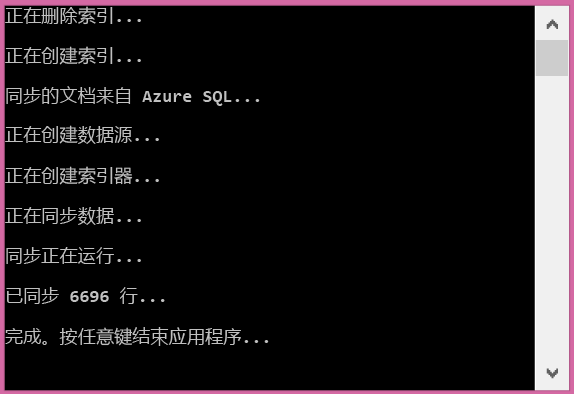 正在删除索引...
正在创建索引...
同步的文档来自 Azure SQL...
正在创建数据源...
正在创建索引器...
正在同步数据...
同步正在运行...
已同步 6696 行...
完成。按任意键结束应用程序...